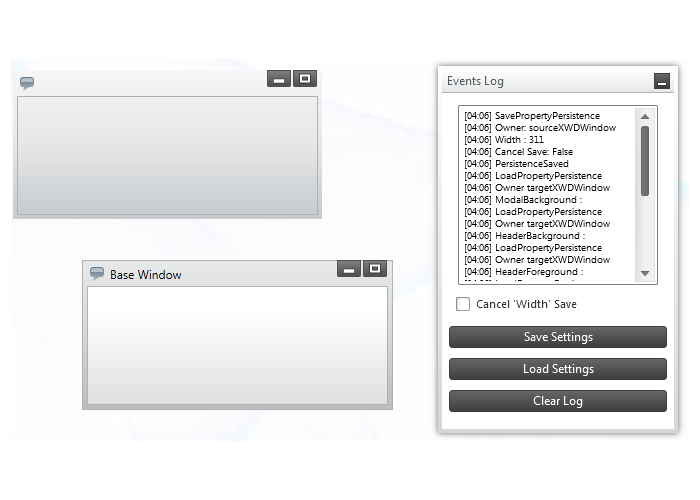 Base Window
Events Log
[04:06] SavePropertyPersistence
[04:06] Owner: sourceXWDWindow
[04:06] Width : 311
[04:06] Cancel Save: False
[04:06] PersistenceSaved
[04:06] LoadPropertyPersistence
[04:06] Owner targetXWDWindow
[04:06] ModalBackground :
[04:06] LoadPropertyPersistence
[04:06] Owner targetXWDWindow
[04:06] HeaderBackground :
[04:06] LoadPropertyPersistence
[04:06] Owner targetXWDWindow
[04:06] HeaderForeground :
Cancel 'Width' Save
Save Settings
Load Settings
Clear Log